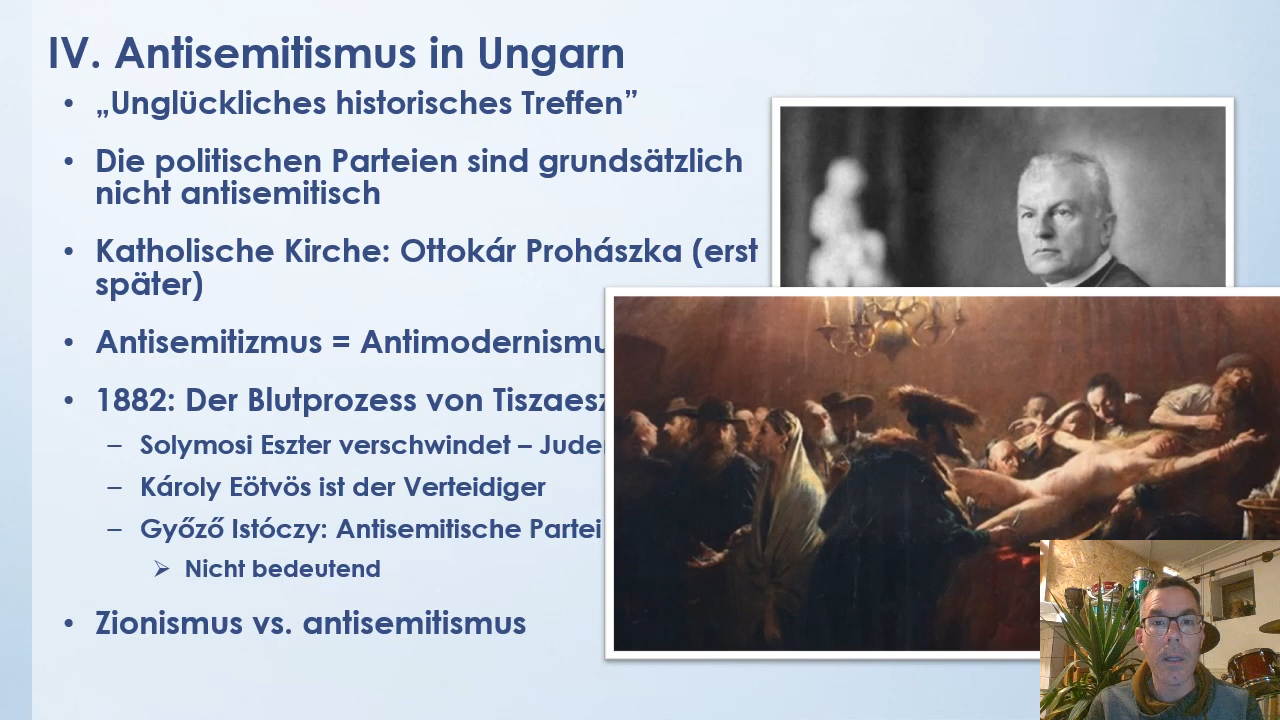 IV. Antisemitismus in Ungarn
• „Unglückliches historisches Treffen”
• Die politischen Parteien sind grundsätzlich
nicht antisemitisch
• Katholische Kirche: Ottokár Prohászka (erst
später)
• Antisemitizmus = Antimodernismu
• 1882: Der Blutprozess von Tiszaesz
– Solymosi Eszter verschwindet – Jude
– Károly Eötvös ist der Verteidiger
– Győző Istóczy: Antisemitische Partei
➢ Nicht bedeutend
• Zionismus vs. antisemitismus